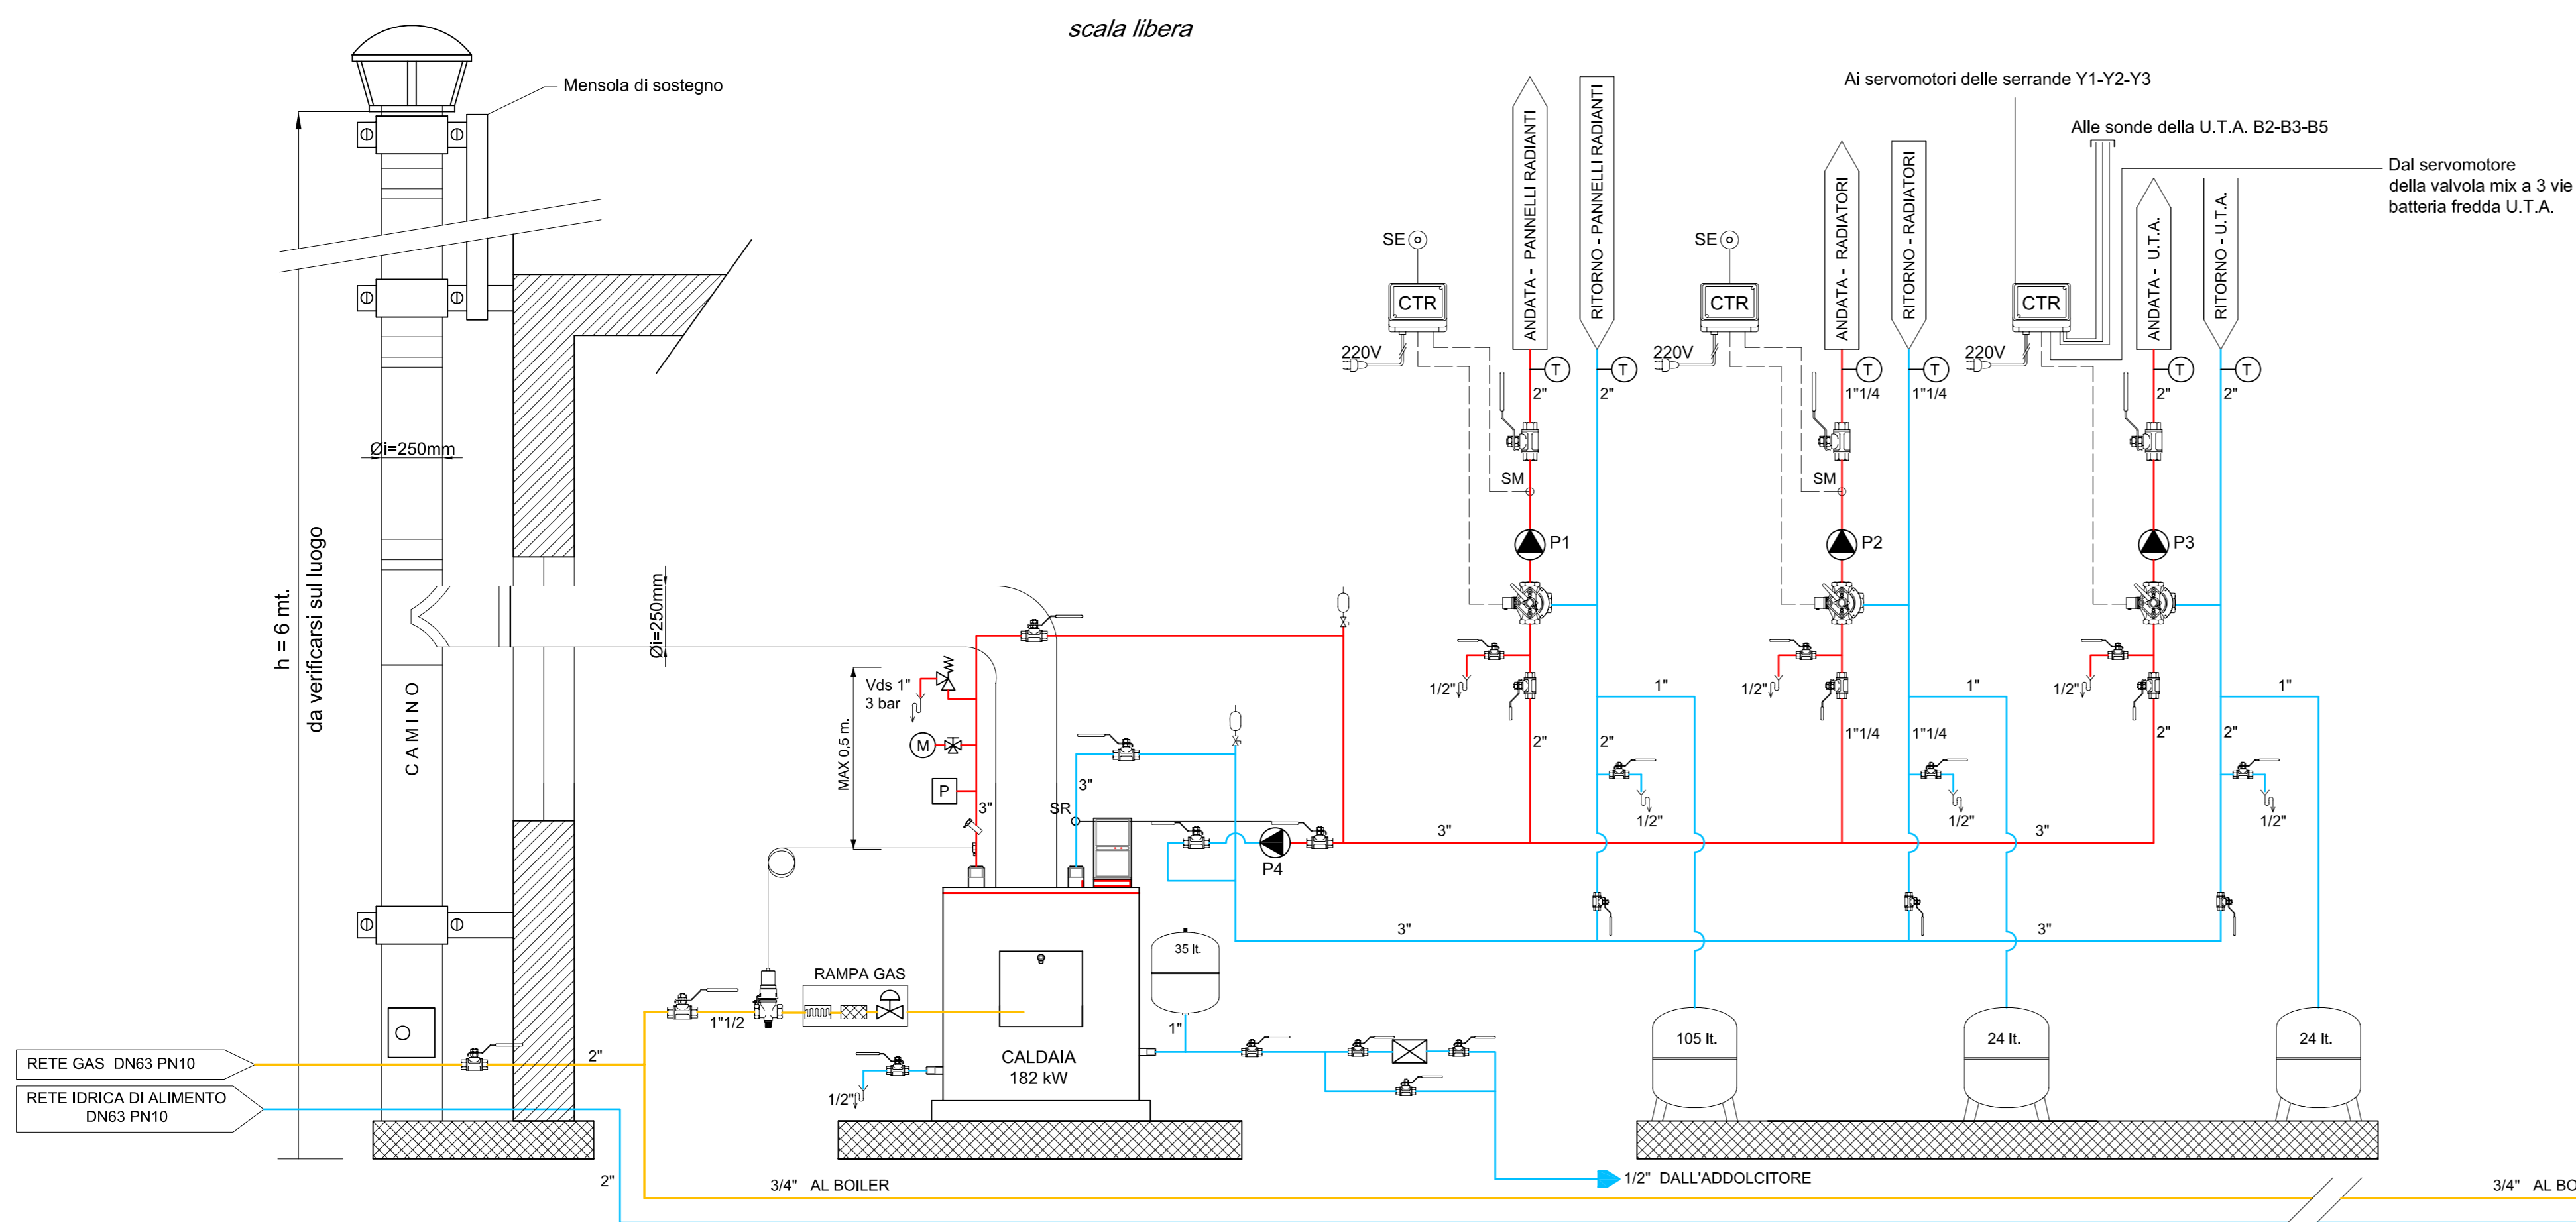 scala libera
Mensola di sostegno
Ai servomotori delle serrande Y1-Y2-Y3
Alle sonde della U.T.A. B2-B3-B5
Dal servomotore
della valvola mix a 3 vie
batteria fredda U.T.A.
ANDATA - PANNELLI RADIANTI
RITORNO - PANNELLI RADIANTI
ANDATA - RADIATORI
RITORNO - RADIATORI
ANDATA - U.T.A.
RITORNO - U.T.A.
SE
SE
CTR
CTR
CTR
220V
220V
220V
T
T
T
T
T
T
2"
2"
1"1/4
1"1/4
2"
2"
Øi=250mm
SM
SM
P1
P2
P3
h = 6 mt.
da verificarsi sul luogo
Øi=250mm
CAMINO
MAX 0,5 m.
Vds 1"
3 bar
M
P
3"
3"
SR
1/2"
1/2"
1/2"
1"
1"
1"
2"
2"
1"1/4
1"1/4
2"
2"
1/2"
1/2"
1/2"
3"
3"
P4
3"
3"
35 lt.
1"
RAMPA GAS
1"1/2
105 lt.
24 lt.
24 lt.
CALDAIA
182 kW
1/2"
RETE GAS DN63 PN10
2"
RETE IDRICA DI ALIMENTO
DN63 PN10
2"
3/4" AL BOILER
1/2" DALL'ADDOLCITORE
3/4" AL BO